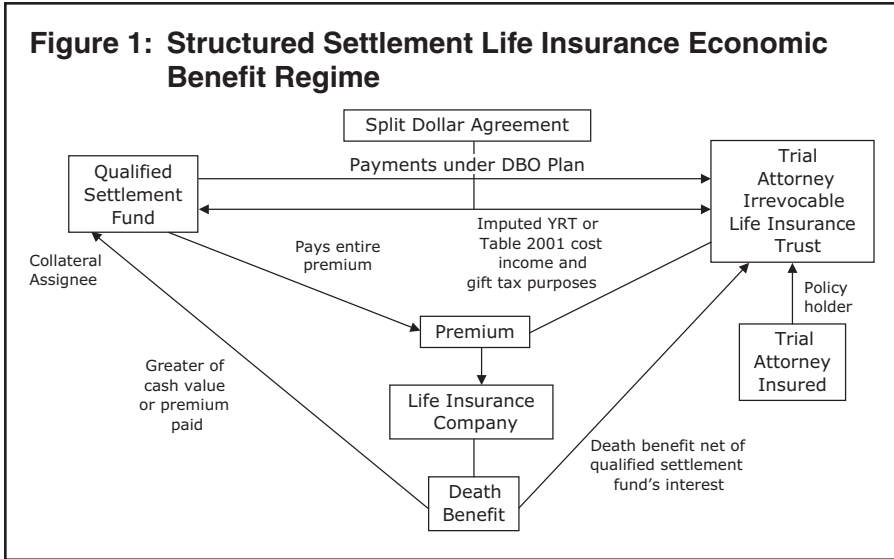 Figure 1: Structured Settlement Life Insurance Economic
Benefit Regime
Split Dollar Agreement
Qualified
Settlement
Fund
Payments under DBO Plan
Trial
Attorney
Irrevocable
Life Insurance
Trust
Collateral
Assignee
Pays entire
premium
Imputed YRT or
Table 2001 cost
income and
gift tax purposes
Policy
holder
Premium
Trial
Attorney
Insured
Greater of
cash value
or premium
paid
Life Insurance
Company
Death benefit net of
qualified settlement
fund's interest
Death
Benefit